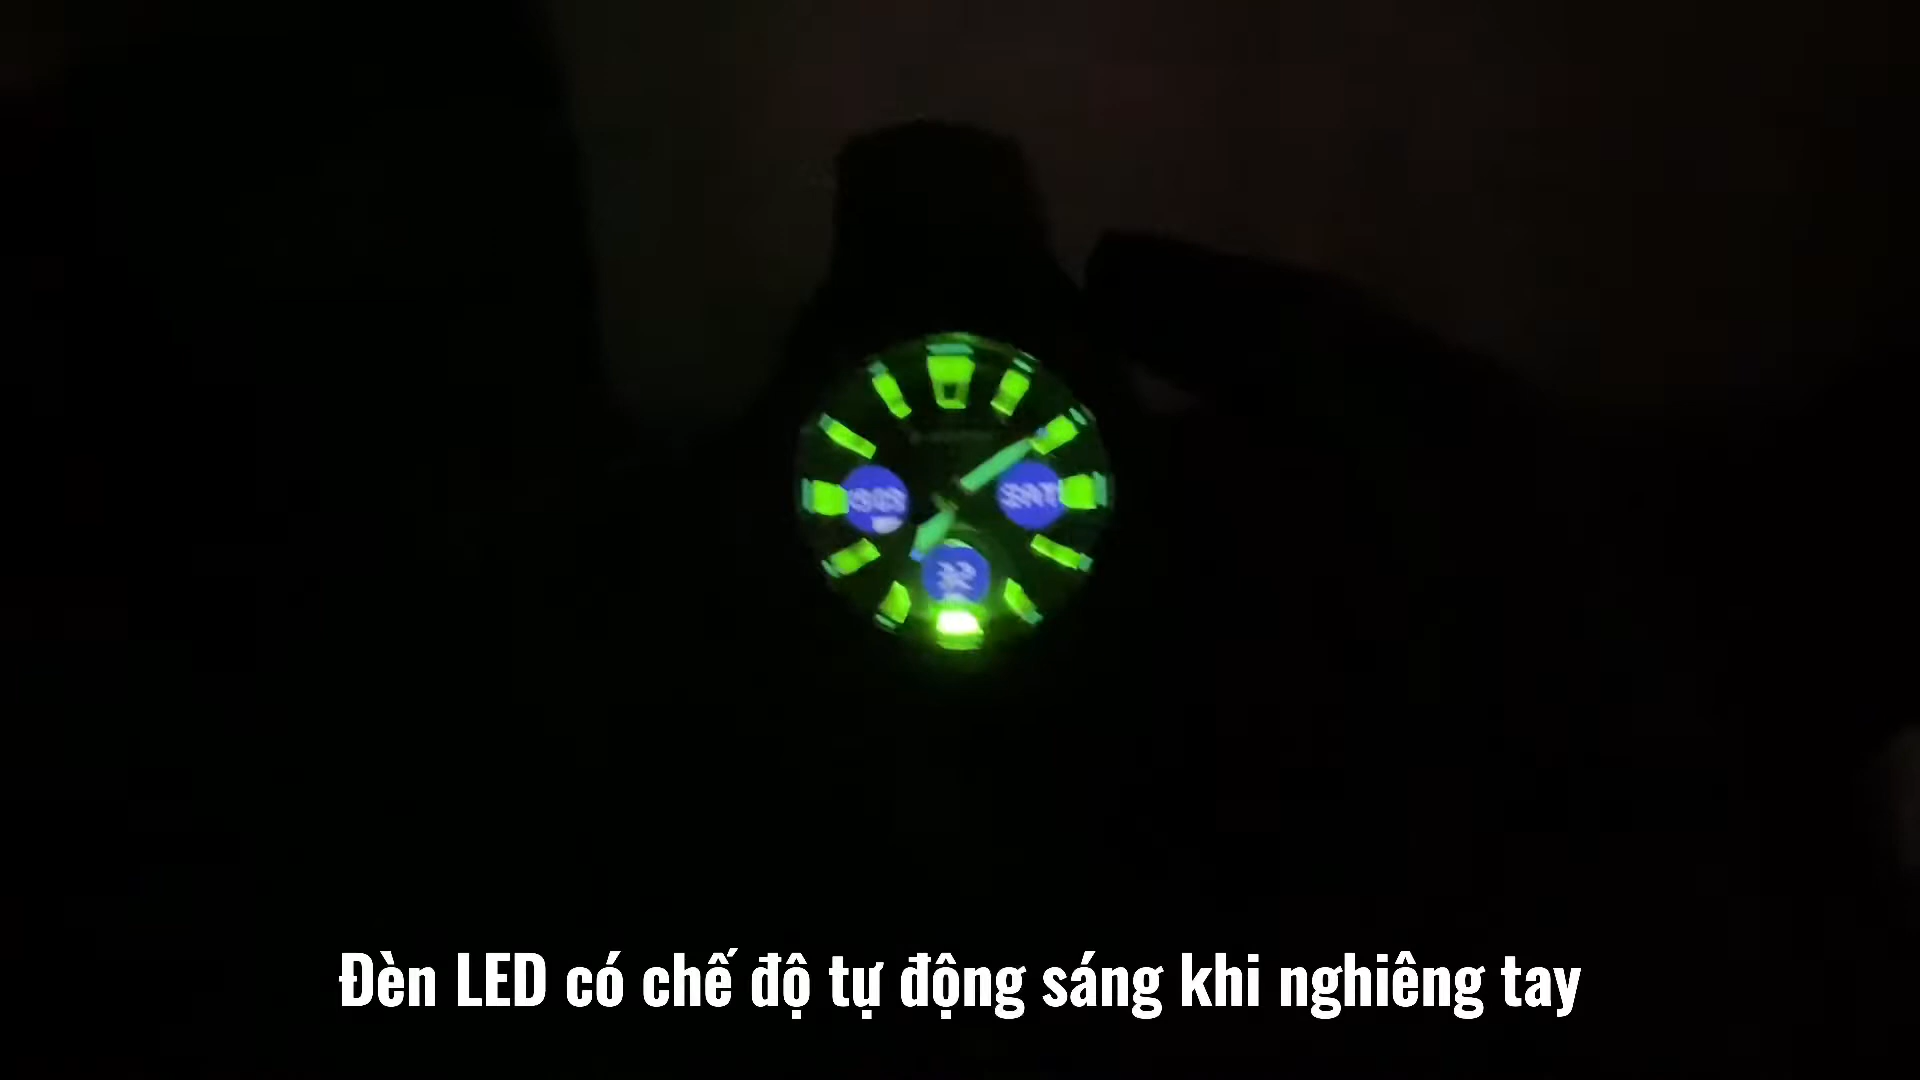 Đèn LED có chế độ tự động sáng khi nghiêng tay